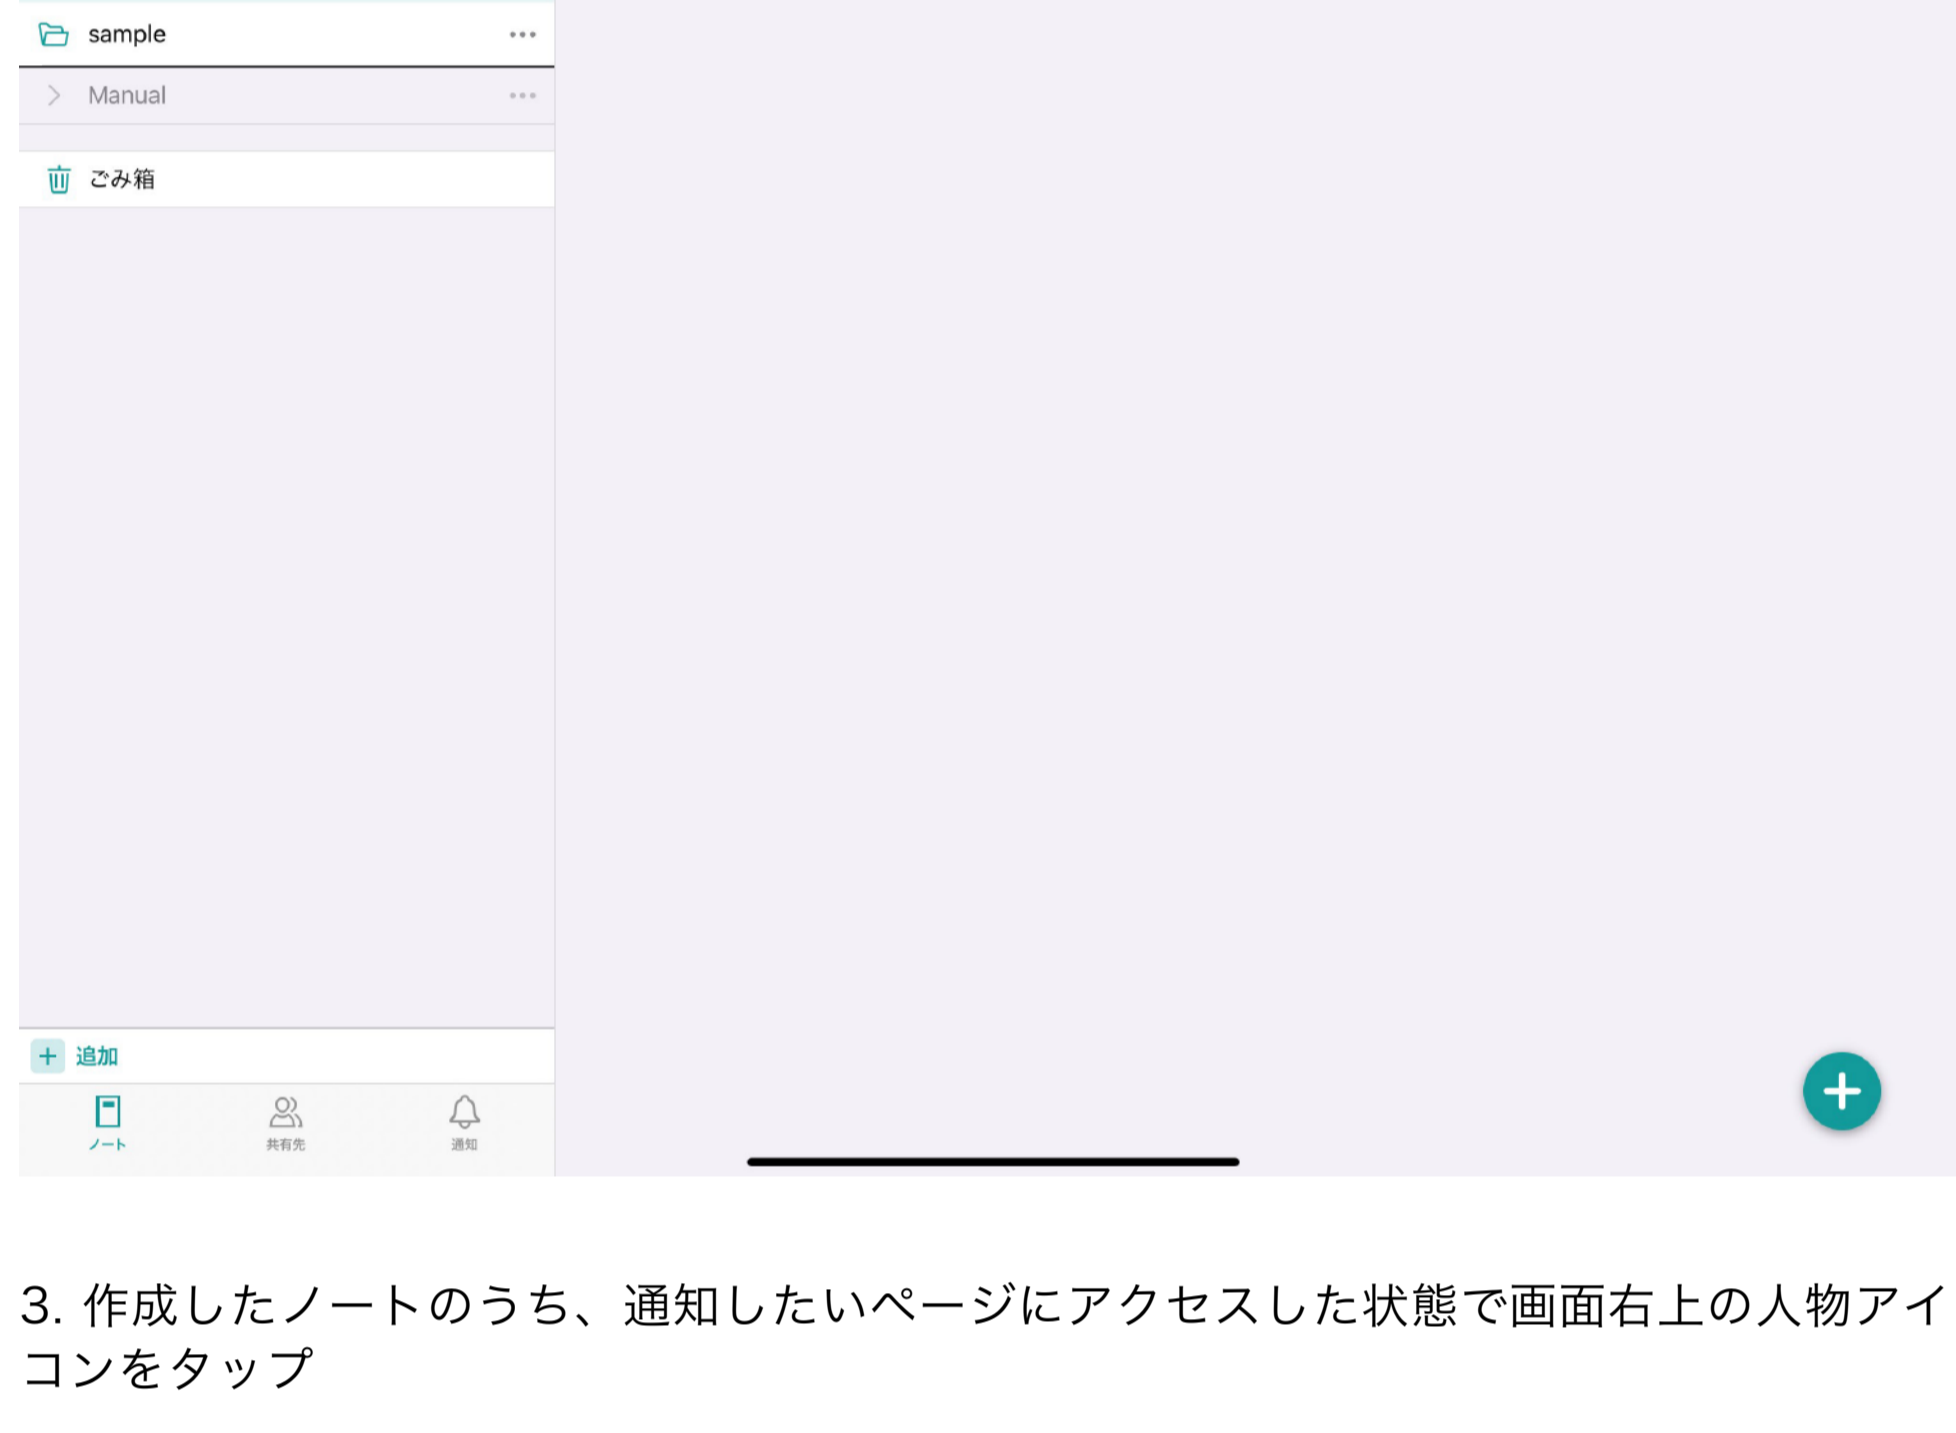 sample
Manual
ごみ箱
追加
ノート
共有先
通知
3. 作成したノートのうち、通知したいページにアクセスした状態で画面右上の人物アイ
コンをタップ